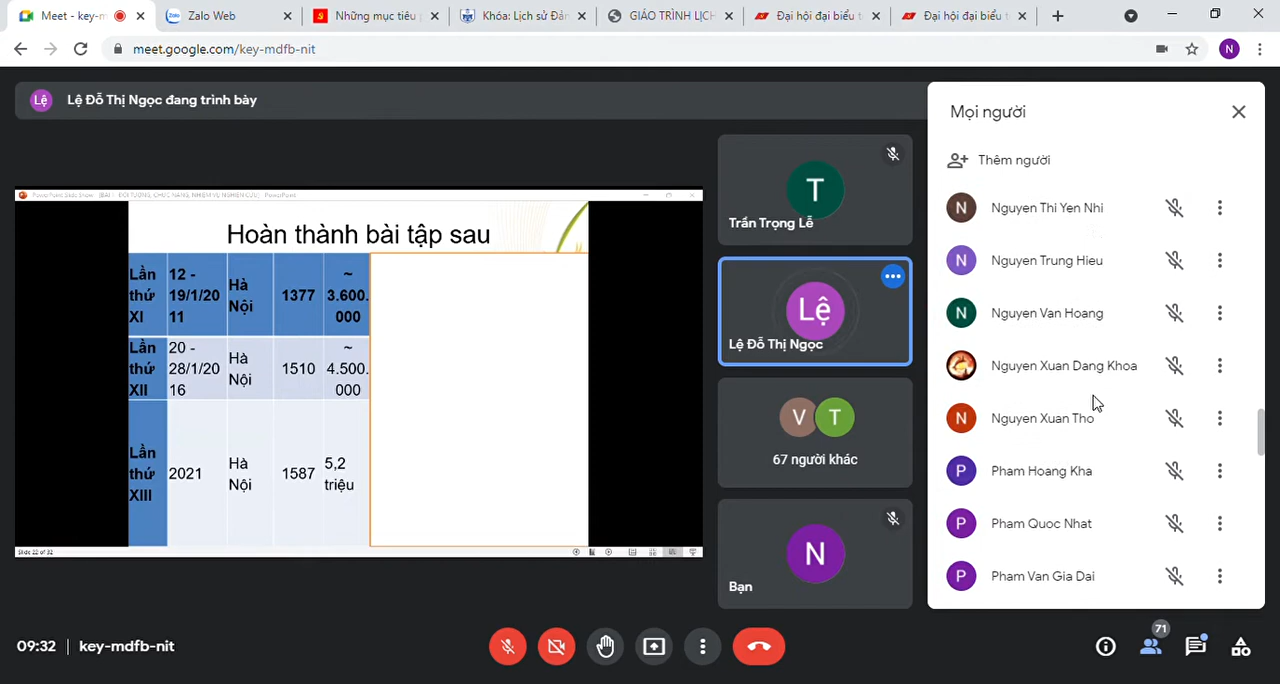 Meet - key-m
Zalo Web
Những mục tiêu
Khóa: Lịch sử Đản
GIÁO TRÌNH LỊCH
Đại hội đại biểu t
Đại hội đại biểu t
meet.google.com/key-mdfb-nit
N
Lệ
Lệ Đỗ Thị Ngọc đang trình bày
Hoàn thành bài tập sau
Lần thứ XI
12 - 19/1/2011
Hà Nội
1377
~ 3.600.000
Lần thứ XII
20 - 28/1/2016
Hà Nội
1510
~ 4.500.000
Lần thứ XIII
2021
Hà Nội
1587
5,2 triệu
Slide 22 of 32
T
Trần Trọng Lễ
Lệ
Lệ Đỗ Thị Ngọc
V
T
67 người khác
N
Bạn
Mọi người
Thêm người
N
Nguyen Thi Yen Nhi
N
Nguyen Trung Hieu
N
Nguyen Van Hoang
Nguyen Xuan Dang Khoa
N
Nguyen Xuan Tho
P
Pham Hoang Kha
P
Pham Quoc Nhat
P
Pham Van Gia Dai
09:32
key-mdfb-nit
71